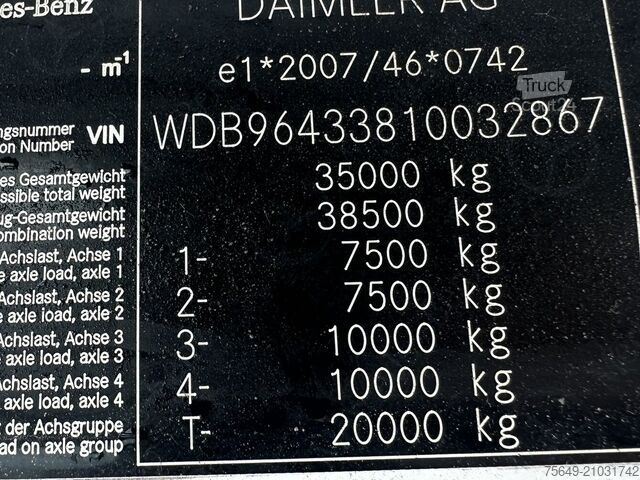 es-Benz DAIMLER AG
- m⁻¹ e1*2007/46*0742
Truck
Scout24
ngsnummer VIN WDB96433810032867
on Number
es Gesamtgewicht 35000 kg
ssible total weight
ug-Gesamtgewicht 38500 kg
ombination weight
Achslast, Achse 1 1- 7500 kg
e axle load, axle 1
Achslast, Achse 2 2- 7500 kg
e axle load, axle 2
Achslast, Achse 3 3- 10000 kg
e axle load, axle 3
Achslast, Achse 4 4- 10000 kg
axle load, axle 4
der Achsgruppe T- 20000 kg
ad on axle group
75649-21031742